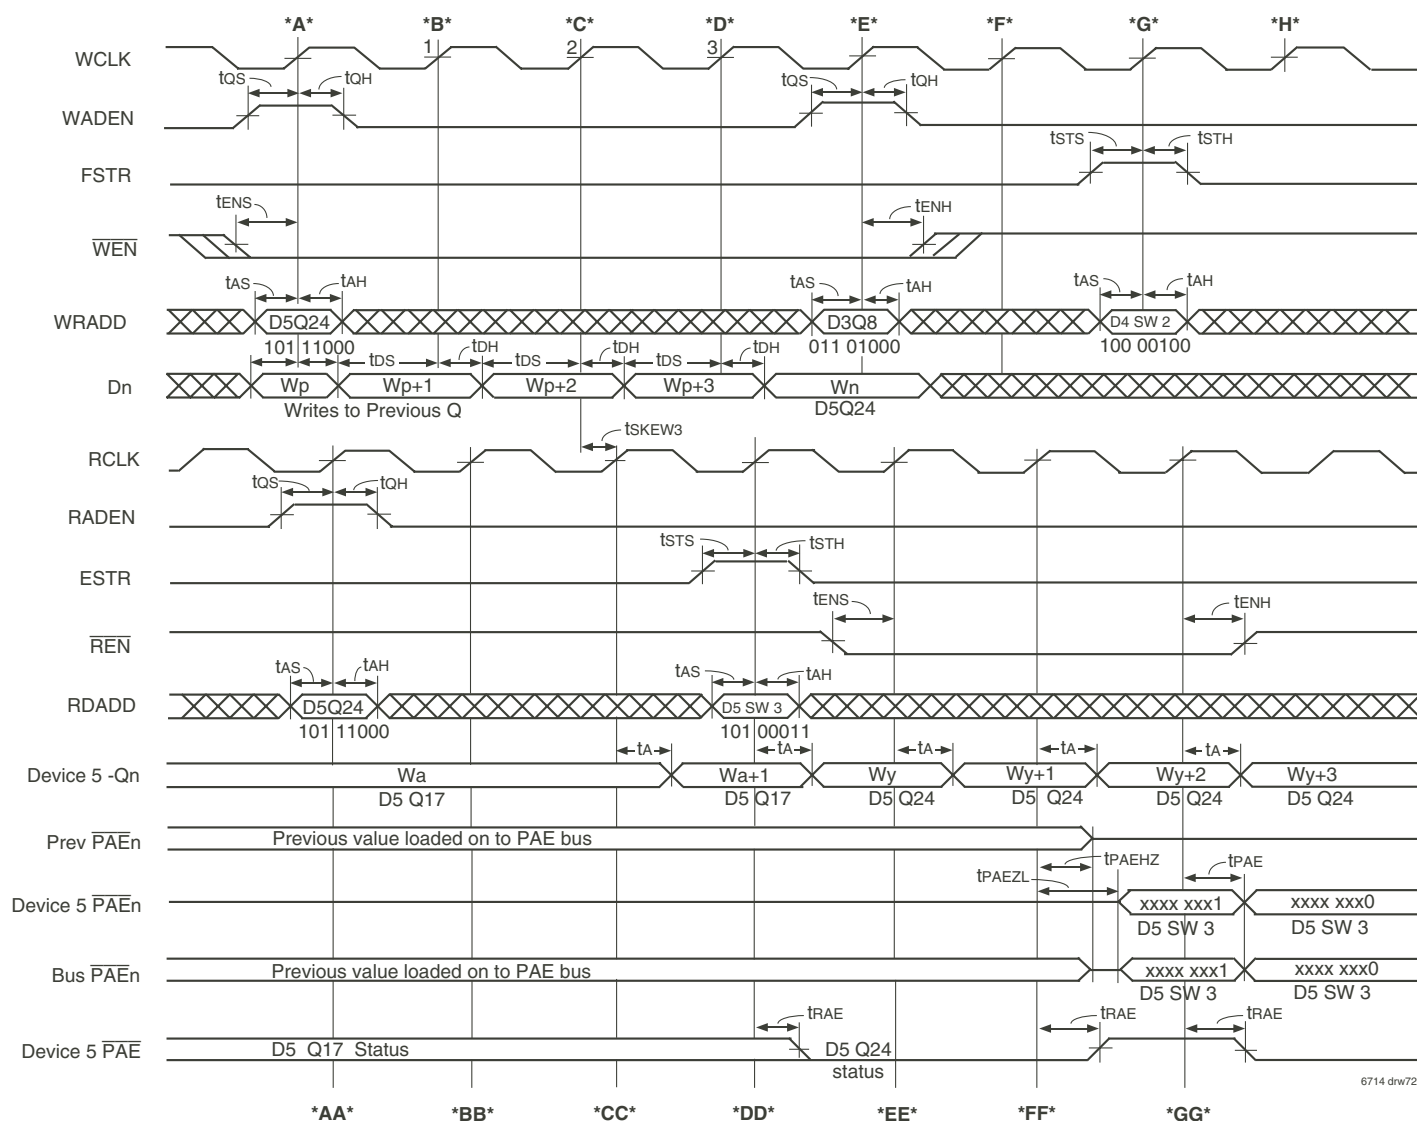 *A* *B* *C* *D* *E* *F* *G* *H*
WCLK 1 2 3
tQS tQH tQS tQH
WADEN
tSTS tSTH
FSTR
tENS tENH
WEN
tAS tAH tAS tAH tAS tAH
WRADD D5Q24 D3Q8 D4 SW 2
101 11000 011 01000 100 00100
tDS tDH tDS tDH tDS tDH
Dn Wp Wp+1 Wp+2 Wp+3 Wn
Writes to Previous Q D5Q24
tSKEW3
RCLK
tQS tQH
RADEN
tSTS tSTH
ESTR
tENS tENH
REN
tAS tAH tAS tAH
RDADD D5Q24 D5 SW 3
101 11000 101 00011
tA tA tA tA tA
Device 5 -Qn Wa Wa+1 Wy Wy+1 Wy+2 Wy+3
D5 Q17 D5 Q17 D5 Q24 D5 Q24 D5 Q24 D5 Q24
Prev PAEn Previous value loaded on to PAE bus
tPAEHZ tPAE
tPAEZL
Device 5 PAEn xxxx xxx1 xxxx xxx0
D5 SW 3 D5 SW 3
Bus PAEn Previous value loaded on to PAE bus xxxx xxx1 xxxx xxx0
D5 SW 3 D5 SW 3
tRAE tRAE tRAE
Device 5 PAE D5 Q17 Status D5 Q24
status
6714 drw72
*AA* *BB* *CC* *DD* *EE* *FF* *GG*